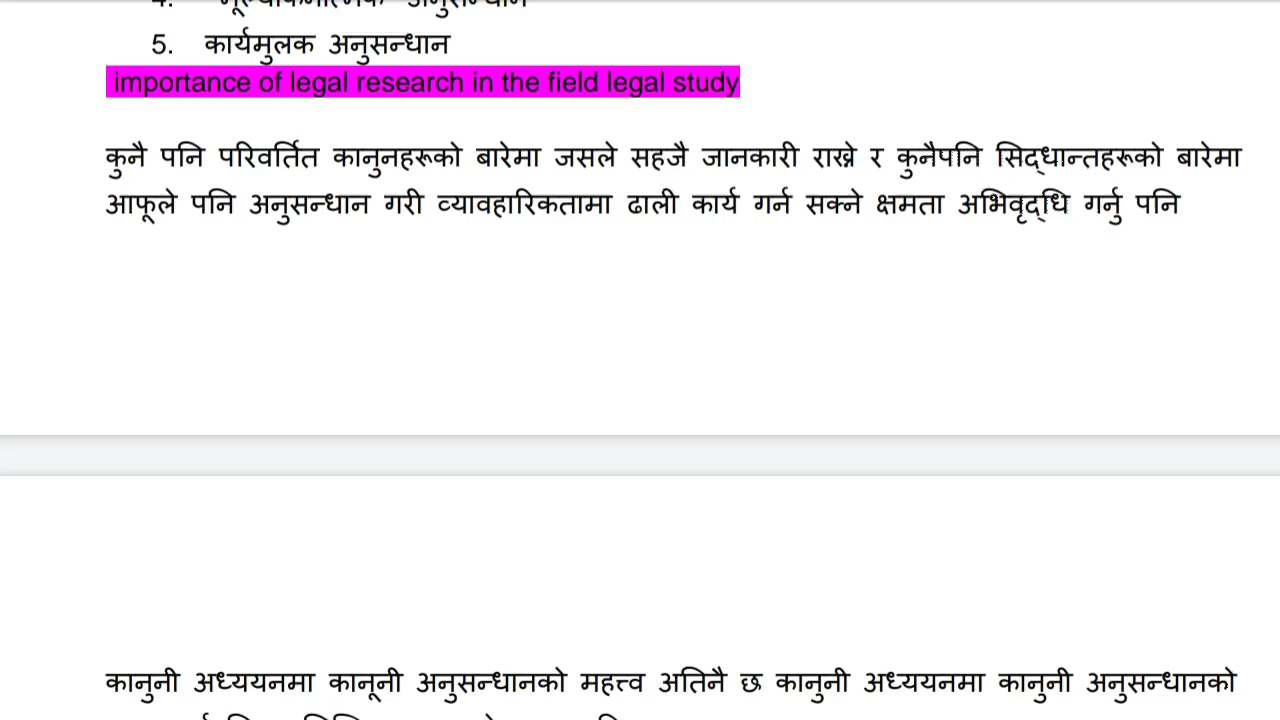 5. कार्यमुलक अनुसन्धान
importance of legal research in the field legal study
कुनै पनि परिवर्तित कानुनहरूको बारेमा जसले सहजै जानकारी राख्ने र कुनैपनि सिद्धान्तहरूको बारेमा
आफूले पनि अनुसन्धान गरी व्यावहारिकतामा ढाली कार्य गर्न सक्ने क्षमता अभिवृद्धि गर्नु पनि
कानुनी अध्ययनमा कानूनी अनुसन्धानको महत्त्व अतिनै छ कानुनी अध्ययनमा कानुनी अनुसन्धानको